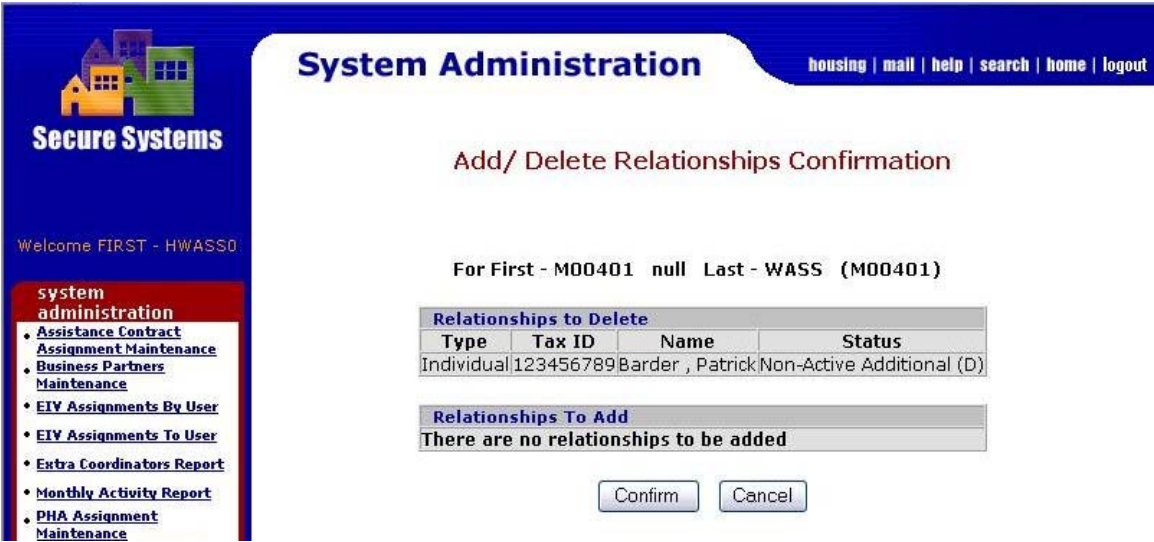 System Administration
housing | mail | help | search | home | logout
Secure Systems
Add/ Delete Relationships Confirmation
Welcome FIRST - HWASS0
For First - M00401 null Last - WASS (M00401)
system
administration
• Assistance Contract
Assignment Maintenance
• Business Partners
Maintenance
• EIV Assignments By User
• EIV Assignments To User
• Extra Coordinators Report
• Monthly Activity Report
• PHA Assignment
Maintenance
Relationships to Delete
Type Tax ID Name Status
Individual 123456789 Barder , Patrick Non-Active Additional (D)
Relationships To Add
There are no relationships to be added
Confirm Cancel